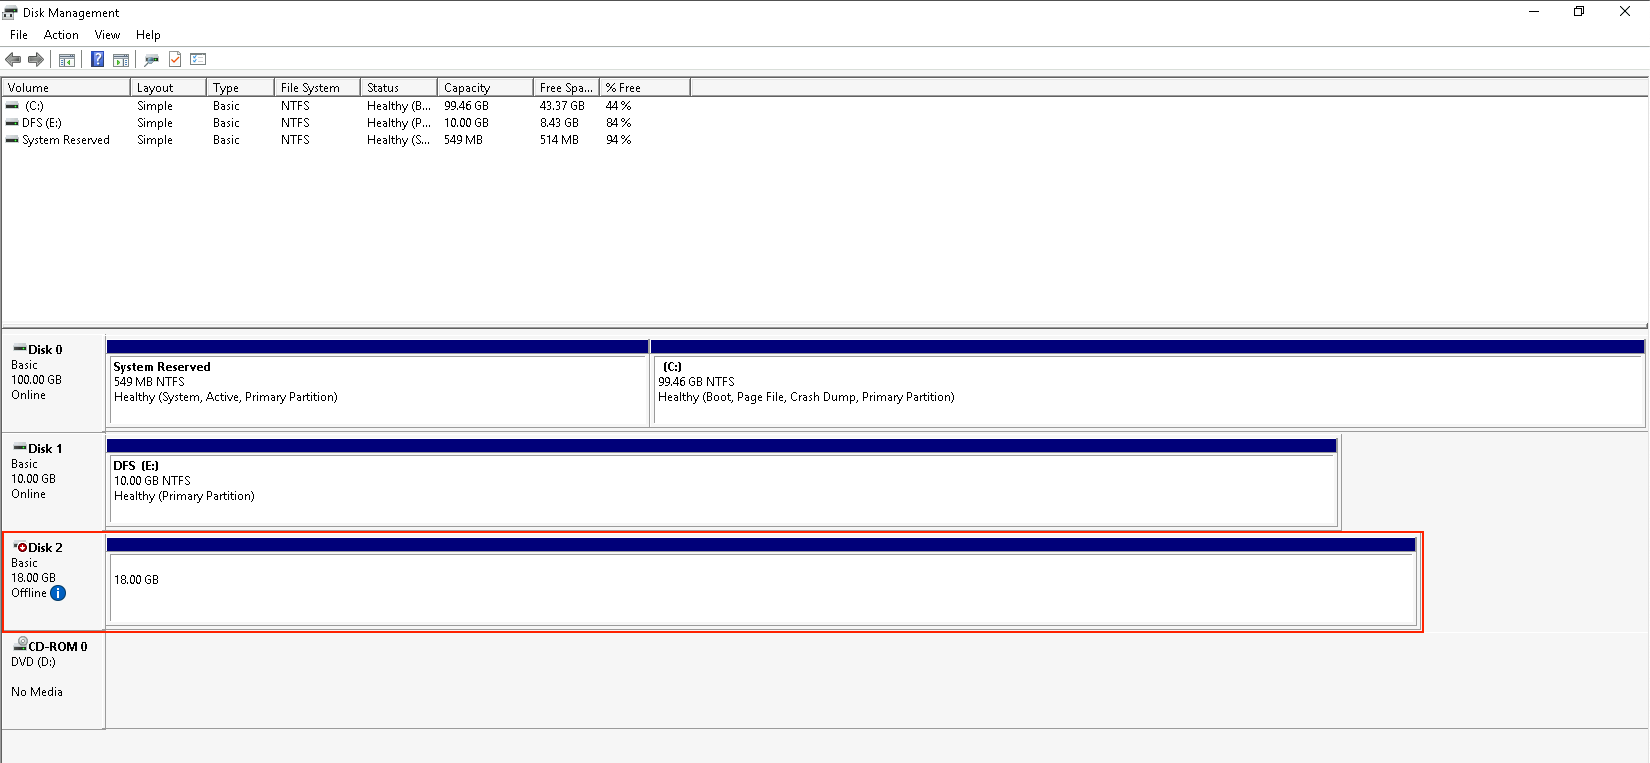 Disk Management
File Action View Help
Volume Layout Type File System Status Capacity Free Spa... % Free
(C:) Simple Basic NTFS Healthy (B... 99.46 GB 43.37 GB 44 %
DFS (E:) Simple Basic NTFS Healthy (P... 10.00 GB 8.43 GB 84 %
System Reserved Simple Basic NTFS Healthy (S... 549 MB 514 MB 94 %
Disk 0
Basic
100.00 GB
Online
System Reserved
549 MB NTFS
Healthy (System, Active, Primary Partition)
(C:)
99.46 GB NTFS
Healthy (Boot, Page File, Crash Dump, Primary Partition)
Disk 1
Basic
10.00 GB
Online
DFS (E:)
10.00 GB NTFS
Healthy (Primary Partition)
Disk 2
Basic
18.00 GB
Offline i
18.00 GB
CD-ROM 0
DVD (D:)
No Media